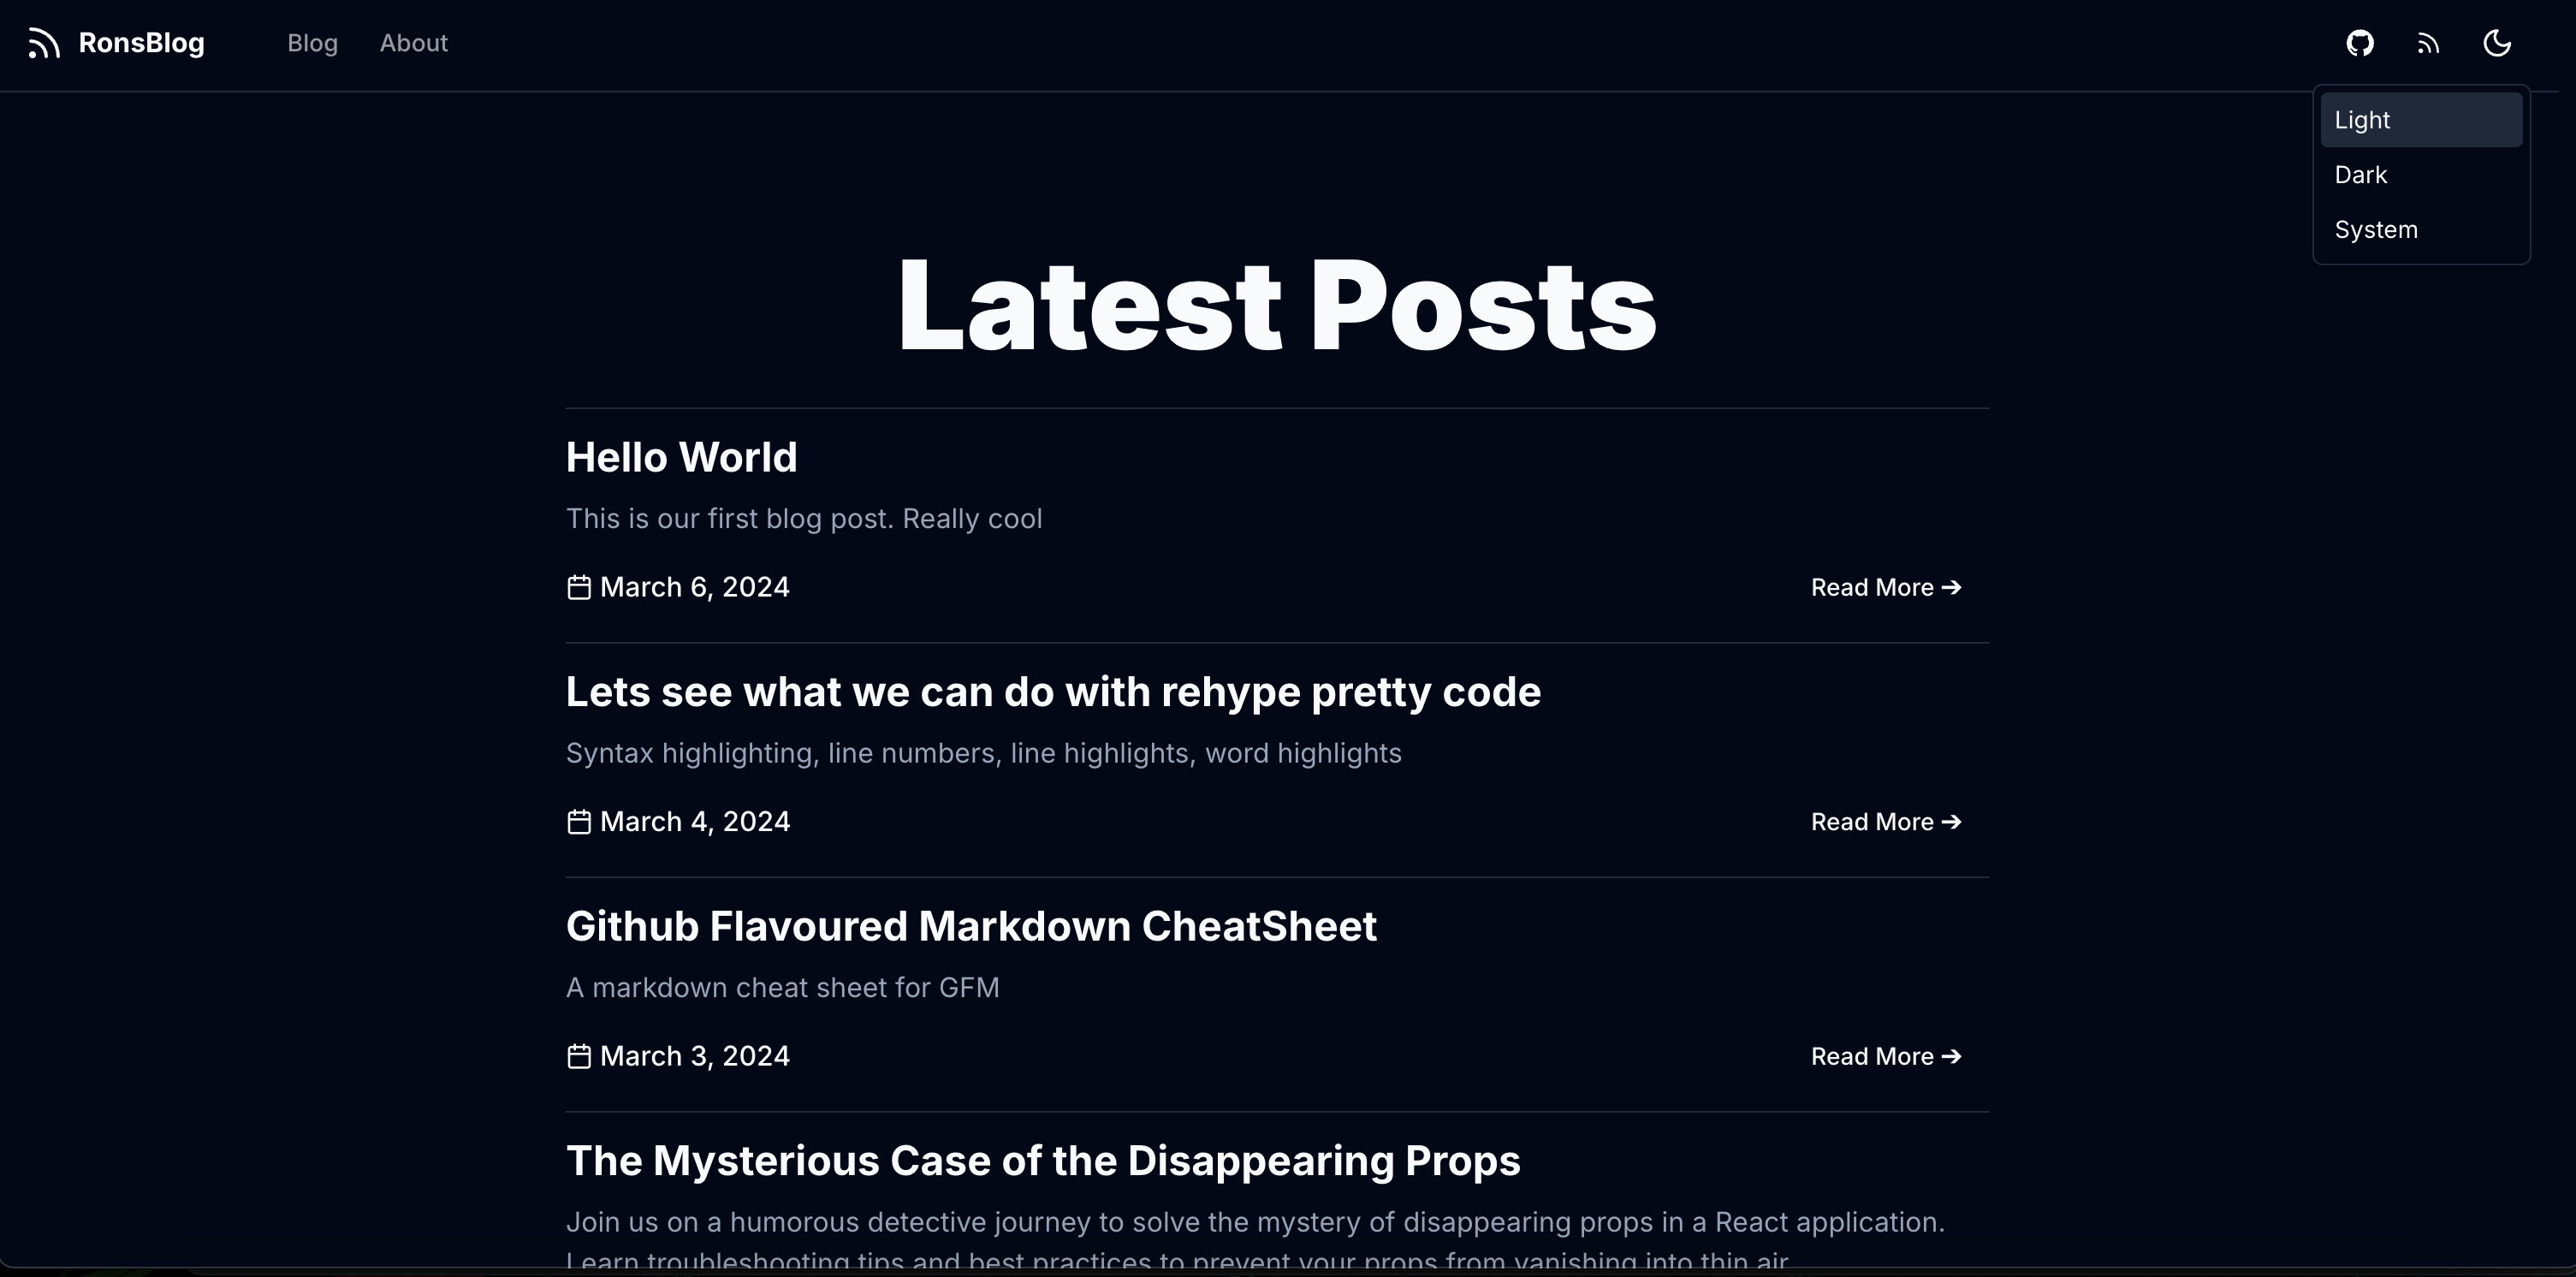 RonsBlog
Blog
About
Light
Dark
System
Latest Posts
Hello World
This is our first blog post. Really cool
March 6, 2024
Read More →
Lets see what we can do with rehype pretty code
Syntax highlighting, line numbers, line highlights, word highlights
March 4, 2024
Read More →
Github Flavoured Markdown CheatSheet
A markdown cheat sheet for GFM
March 3, 2024
Read More →
The Mysterious Case of the Disappearing Props
Join us on a humorous detective journey to solve the mystery of disappearing props in a React application.
Learn troubleshooting tips and best practices to prevent your props from vanishing into thin air